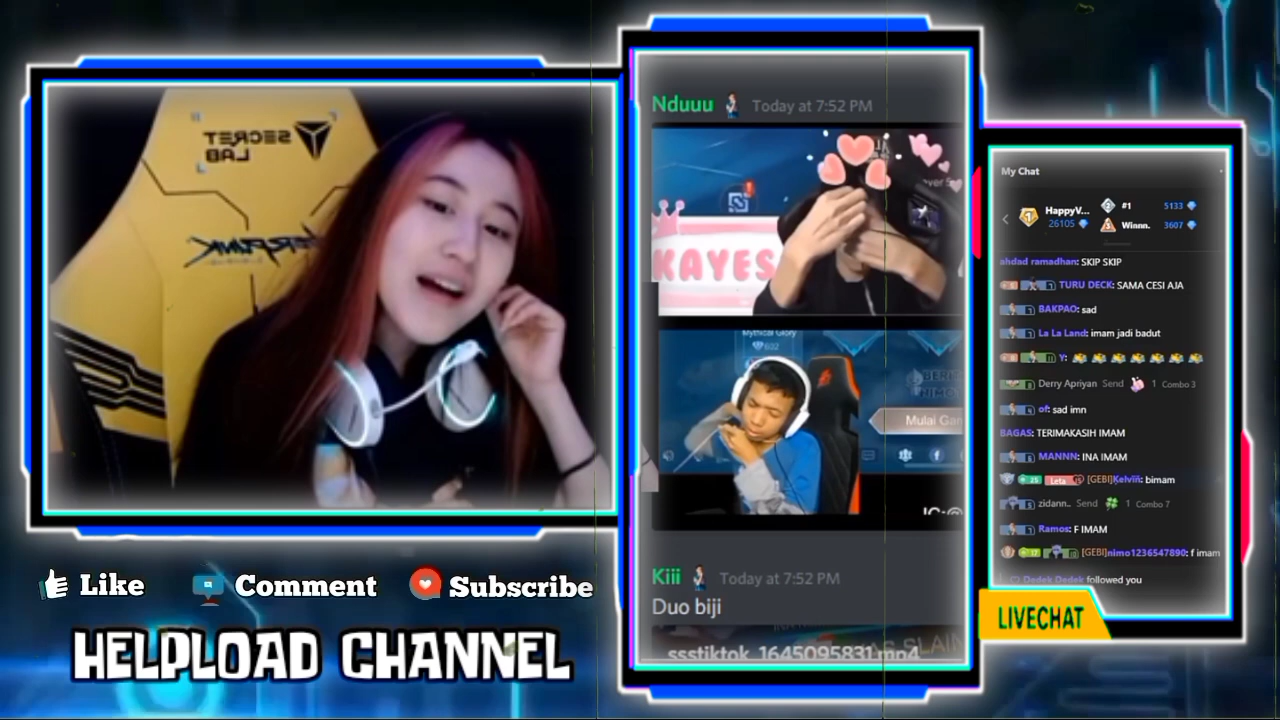 SECRET
LAB
Like
Comment
Subscribe
HELPLOAD CHANNEL
Nduuu
Today at 7:52 PM
KAYES
Mythical Glory
Mulai Gam
Kiii
Today at 7:52 PM
Duo biji
ssstiktok_1645095831.mp4
My Chat
HappyV...
26105
#1
5133
Winnn.
3607
ahdad ramadhan: SKIP SKIP
TURU DECK: SAMA CESI AJA
BAKPAO: sad
La La Land: imam jadi badut
Y:
Derry Apriyan Send 1 Combo 3
of: sad imn
BAGAS: TERIMAKASIH IMAM
MANNN: INA IMAM
25 Leta [GEBI]Kelvin: bimam
zidann.. Send 1 Combo 7
Ramos: F IMAM
17 [GEBI]nimo1236547890: f imam
Dedek Dedek followed you
LIVECHAT